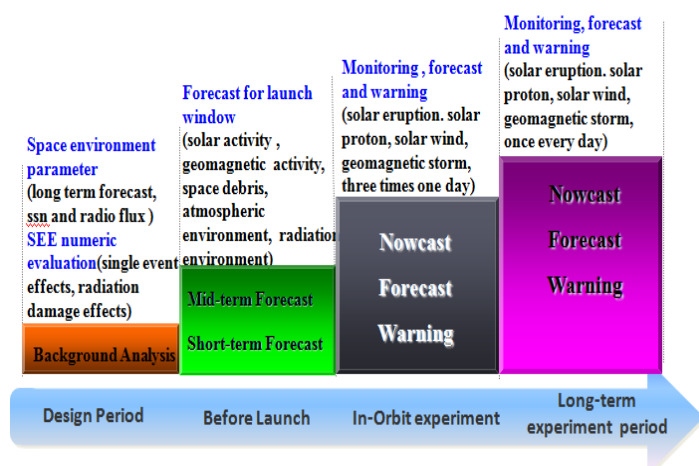 Space environment
parameter
(long term forecast,
ssn and radio flux )
SEE numeric
evaluation(single event
effects, radiation
damage effects)
Background Analysis
Design Period
Forecast for launch
window
(solar activity ,
geomagnetic activity,
space debris,
atmospheric
environment, radiation
environment)
Mid-term Forecast
Short-term Forecast
Before Launch
Monitoring , forecast
and warning
(solar eruption. solar
proton, solar wind,
geomagnetic storm,
three times one day)
Nowcast
Forecast
Warning
In-Orbit experiment
Monitoring, forecast
and warning
(solar eruption. solar
proton, solar wind,
geomagnetic storm,
once every day)
Nowcast
Forecast
Warning
Long-term
experiment period